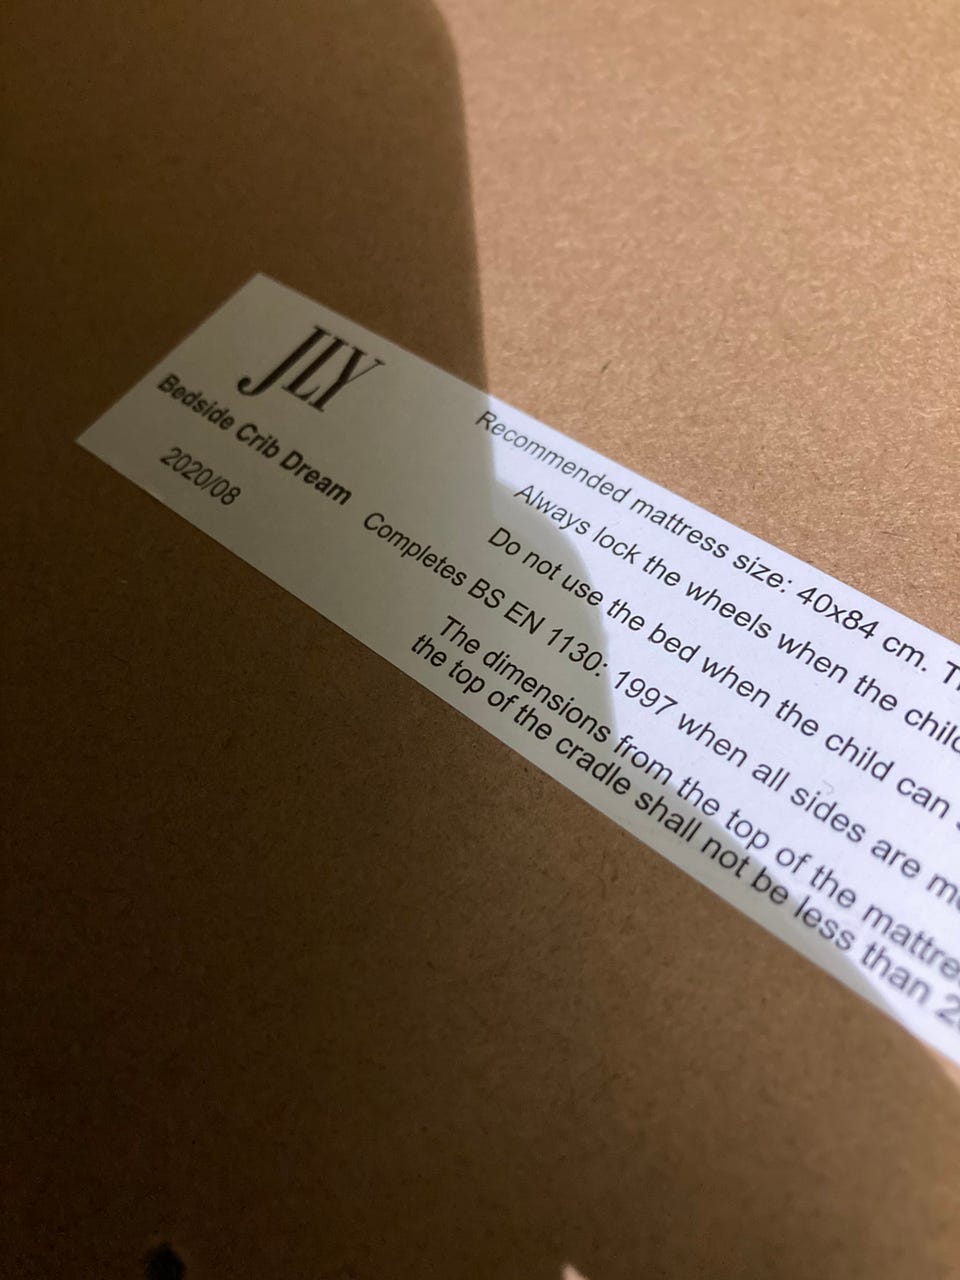 JLY
Bedside Crib Dream
2020/08
Recommended mattress size: 40x84 cm.
Always lock the wheels when the child
Do not use the bed when the child can
Completes BS EN 1130: 1997 when all sides are
The dimensions from the top of the
the top of the cradle shall not be less than